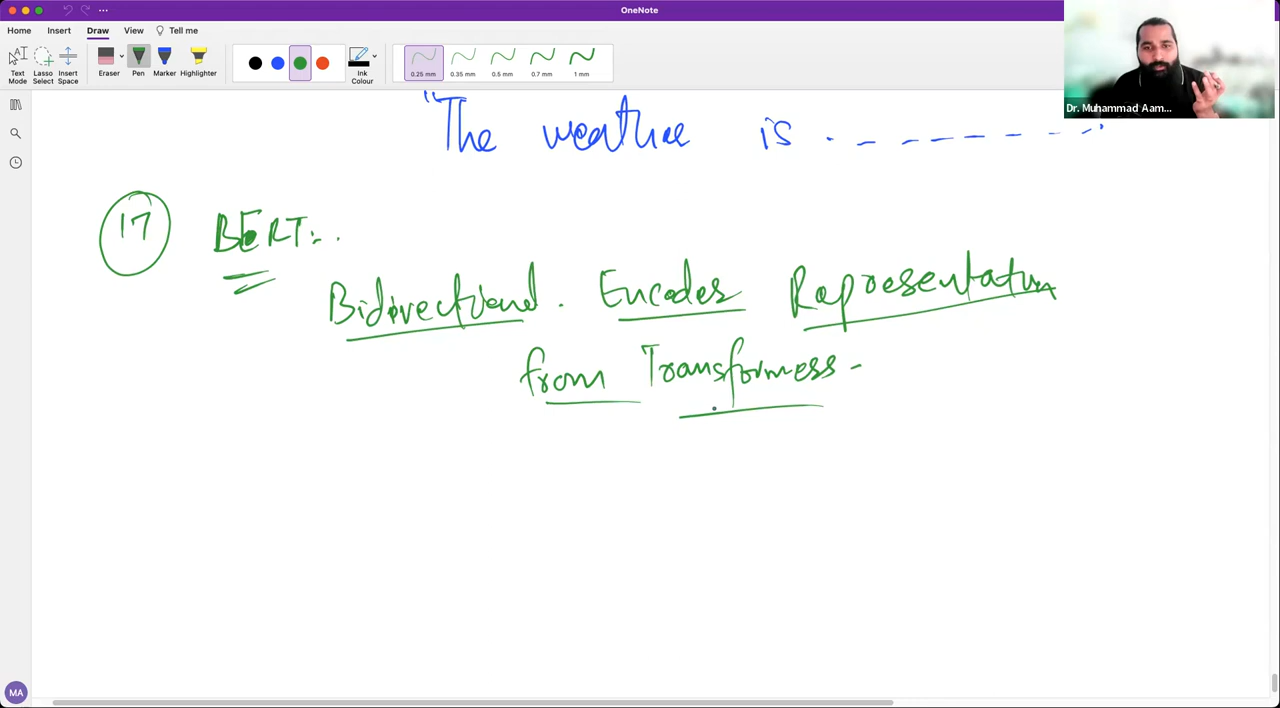 OneNote
Home Insert Draw View Tell me
Text Mode Lasso Select Insert Space Eraser Pen Marker Highlighter Ink Colour 0.25 mm 0.35 mm 0.5 mm 0.7 mm 1 mm
Dr. Muhammad Aam...
"The weather is
17 BERT:
Bidirectional Encoder Representation
from Transformers
MA